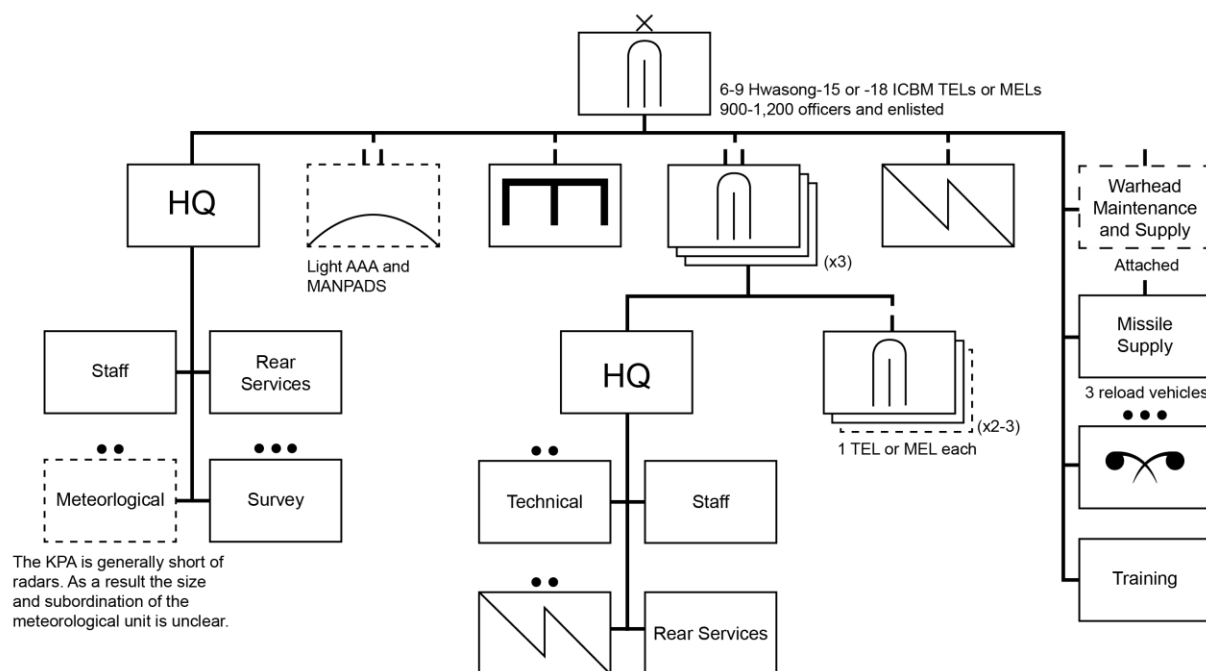 6-9 Hwasong-15 or -18 ICBM TELs or MELs
900-1,200 officers and enlisted
HQ
Light AAA and
MANPADS
(x3)
Warhead
Maintenance
and Supply
Attached
Staff
Rear
Services
HQ
(x2-3)
1 TEL or MEL each
Missile
Supply
3 reload vehicles
Meteorlogical
Survey
The KPA is generally short of
radars. As a result the size
and subordination of the
meteorological unit is unclear.
Technical
Staff
Rear Services
Training